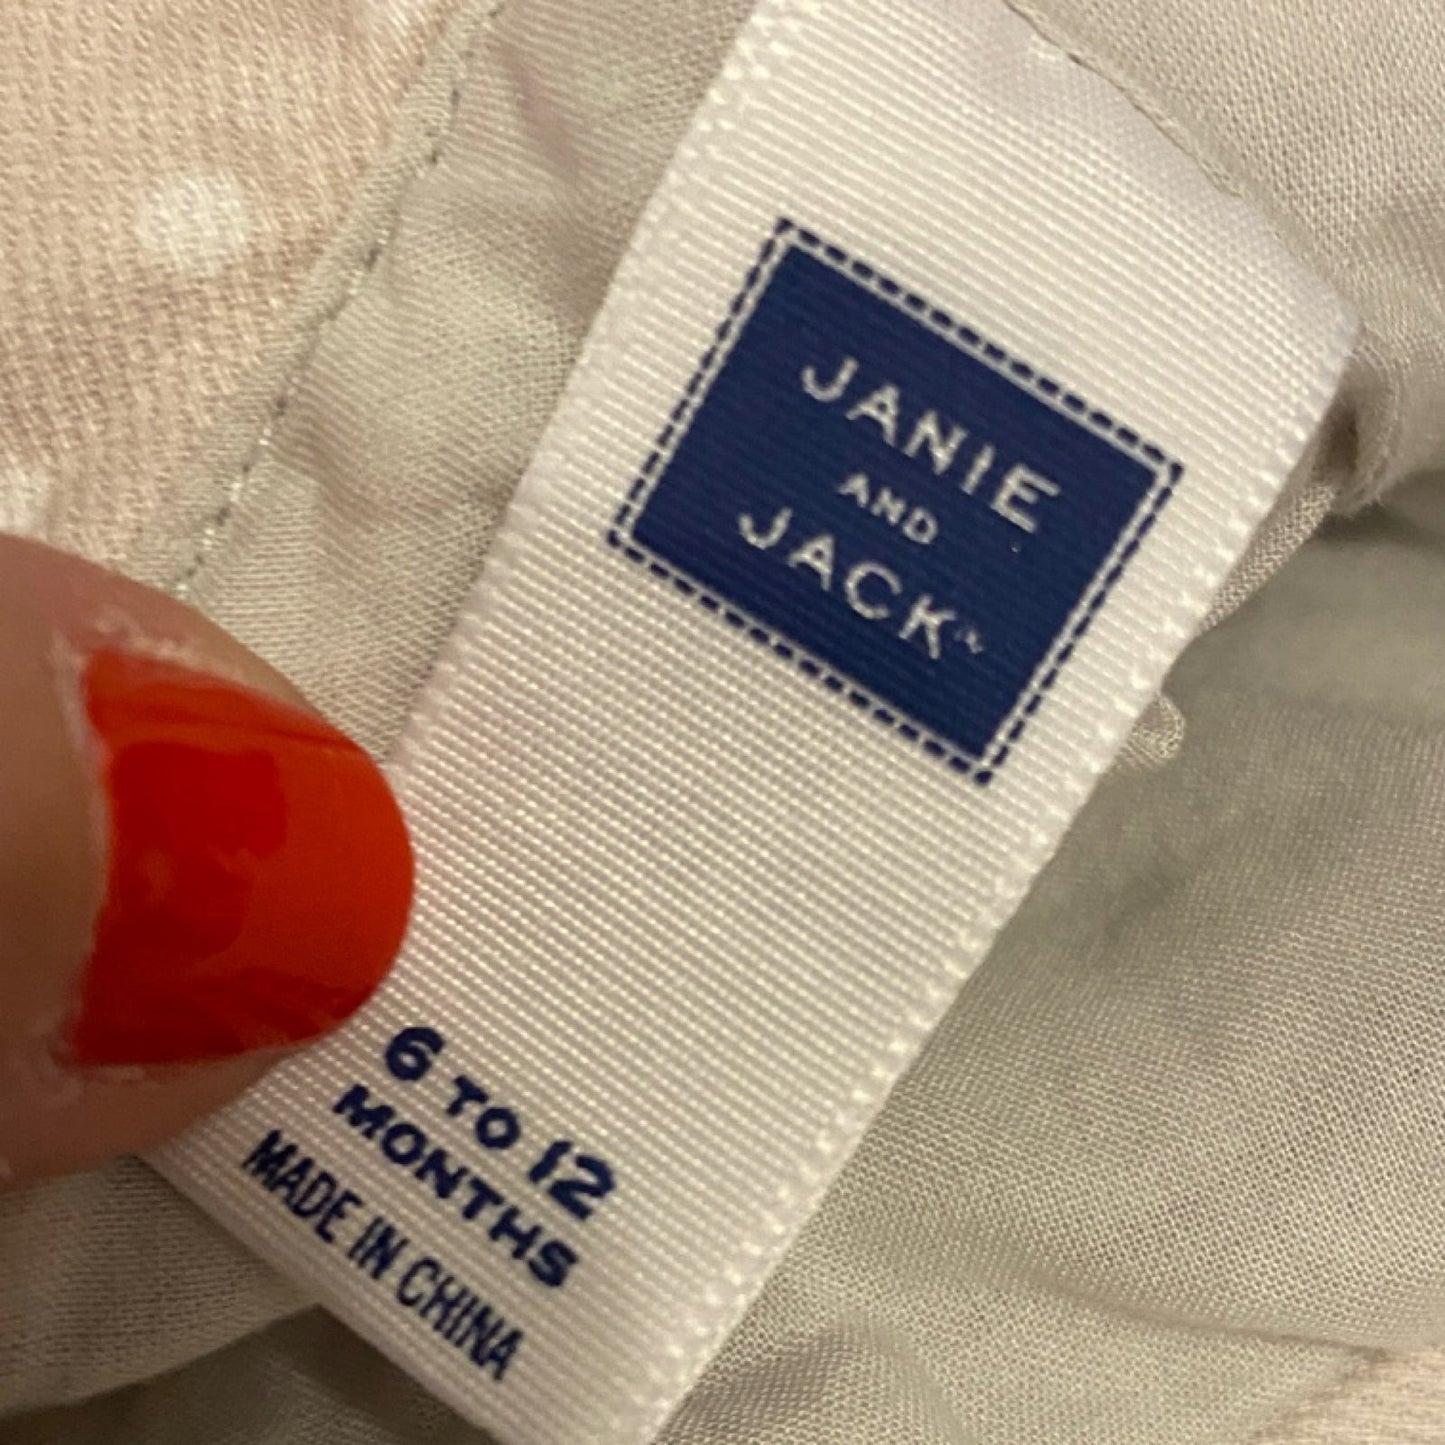 JANIE
AND
JACK
6 TO 12
MONTHS
MADE IN CHINA